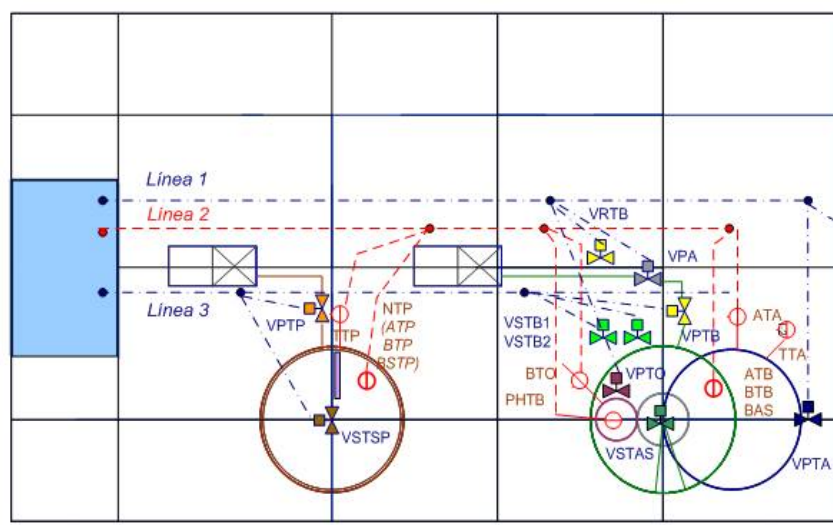 Línea 1
Línea 2
VRTB
VPA
Línea 3
VPTP
TTP
NTP
(ATP
BTP
BSTP)
VSTB1
VSTB2
VPTB
ATA
TTA
BTO
VPTO
ATB
BTB
BAS
PHTB
VSTSP
VSTAS
VPTA